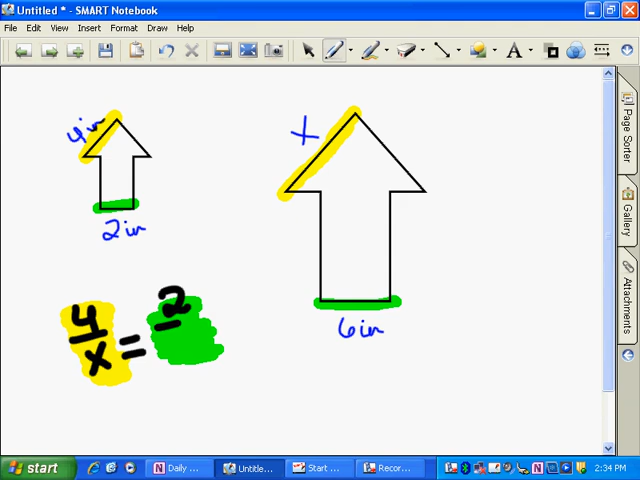 Untitled * - SMART Notebook
File Edit View Insert Format Draw Help
A
4in
x
2in
6in
4/x = 2
Page Sorter
Gallery
Attachments
start
Daily ...
Untitle...
Start ...
Recor...
2:34 PM